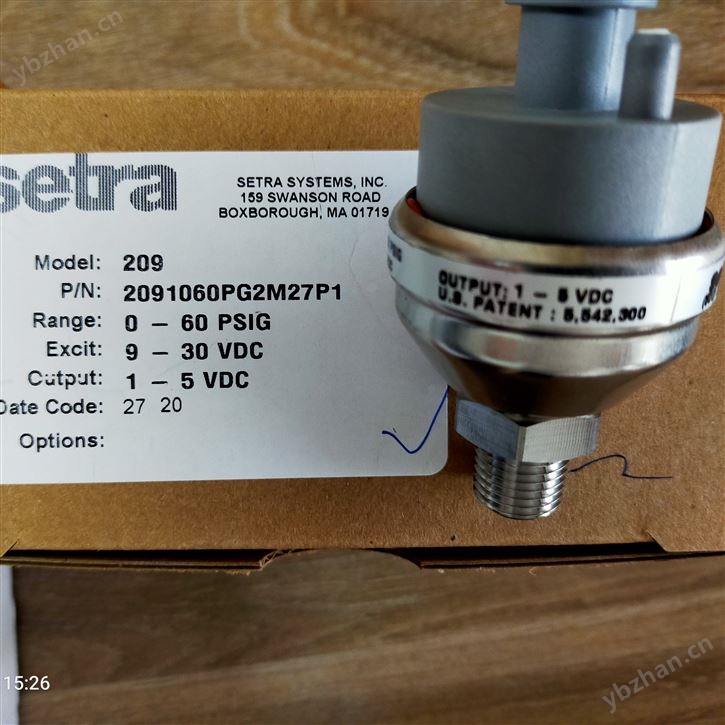 ybzhan.cn
setra
SETRA SYSTEMS, INC.
159 SWANSON ROAD
BOXBOROUGH, MA 01719
Model: 209
P/N: 2091060PG2M27P1
Range: 0 – 60 PSIG
Excit: 9 – 30 VDC
Output: 1 – 5 VDC
Date Code: 27 20
Options:
PSIG
OUTPUT: 1 – 5 VDC
U.S. PATENT : 5,542,300
15:26
ybzhan.cn